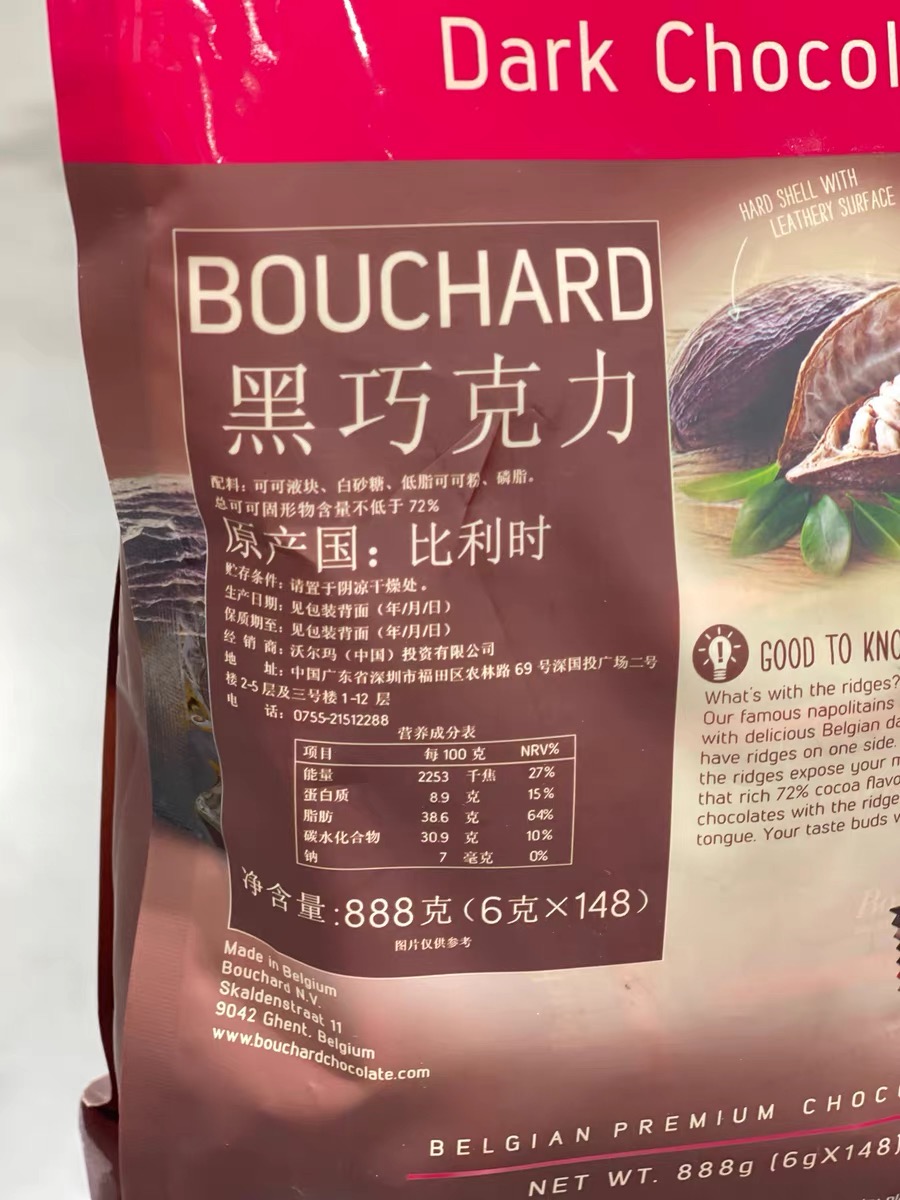 Dark Chocol
HARD SHELL WITH
LEATHERY SURFACE
BOUCHARD
黑巧克力
配料：可可液块、白砂糖、低脂可可粉、磷脂。
总可可固形物含量不低于 72%
原产国：比利时
贮存条件：请置于阴凉干燥处。
生产日期：见包装背面（年/月/日）
保质期至：见包装背面（年/月/日）
经 销 商：沃尔玛（中国）投资有限公司
地 址：中国广东省深圳市福田区农林路 69 号深国投广场二号
楼 2-5 层及三号楼 1-12 层
电 话：0755-21512288
营养成分表
项目 每 100 克 NRV%
能量 2253 千焦 27%
蛋白质 8.9 克 15%
脂肪 38.6 克 64%
碳水化合物 30.9 克 10%
钠 7 毫克 0%
净含量:888克（6克×148）
图片仅供参考
Made in Belgium
Bouchard N.V.
Skaldenstraat 11
9042 Ghent, Belgium
www.bouchardchocolate.com
GOOD TO KNO
What's with the ridges?
Our famous napolitains
with delicious Belgian da
have ridges on one side.
the ridges expose your m
that rich 72% cocoa flavo
chocolates with the ridge
tongue. Your taste buds w
BELGIAN PREMIUM CHOC
NET WT. 888g (6gX148)